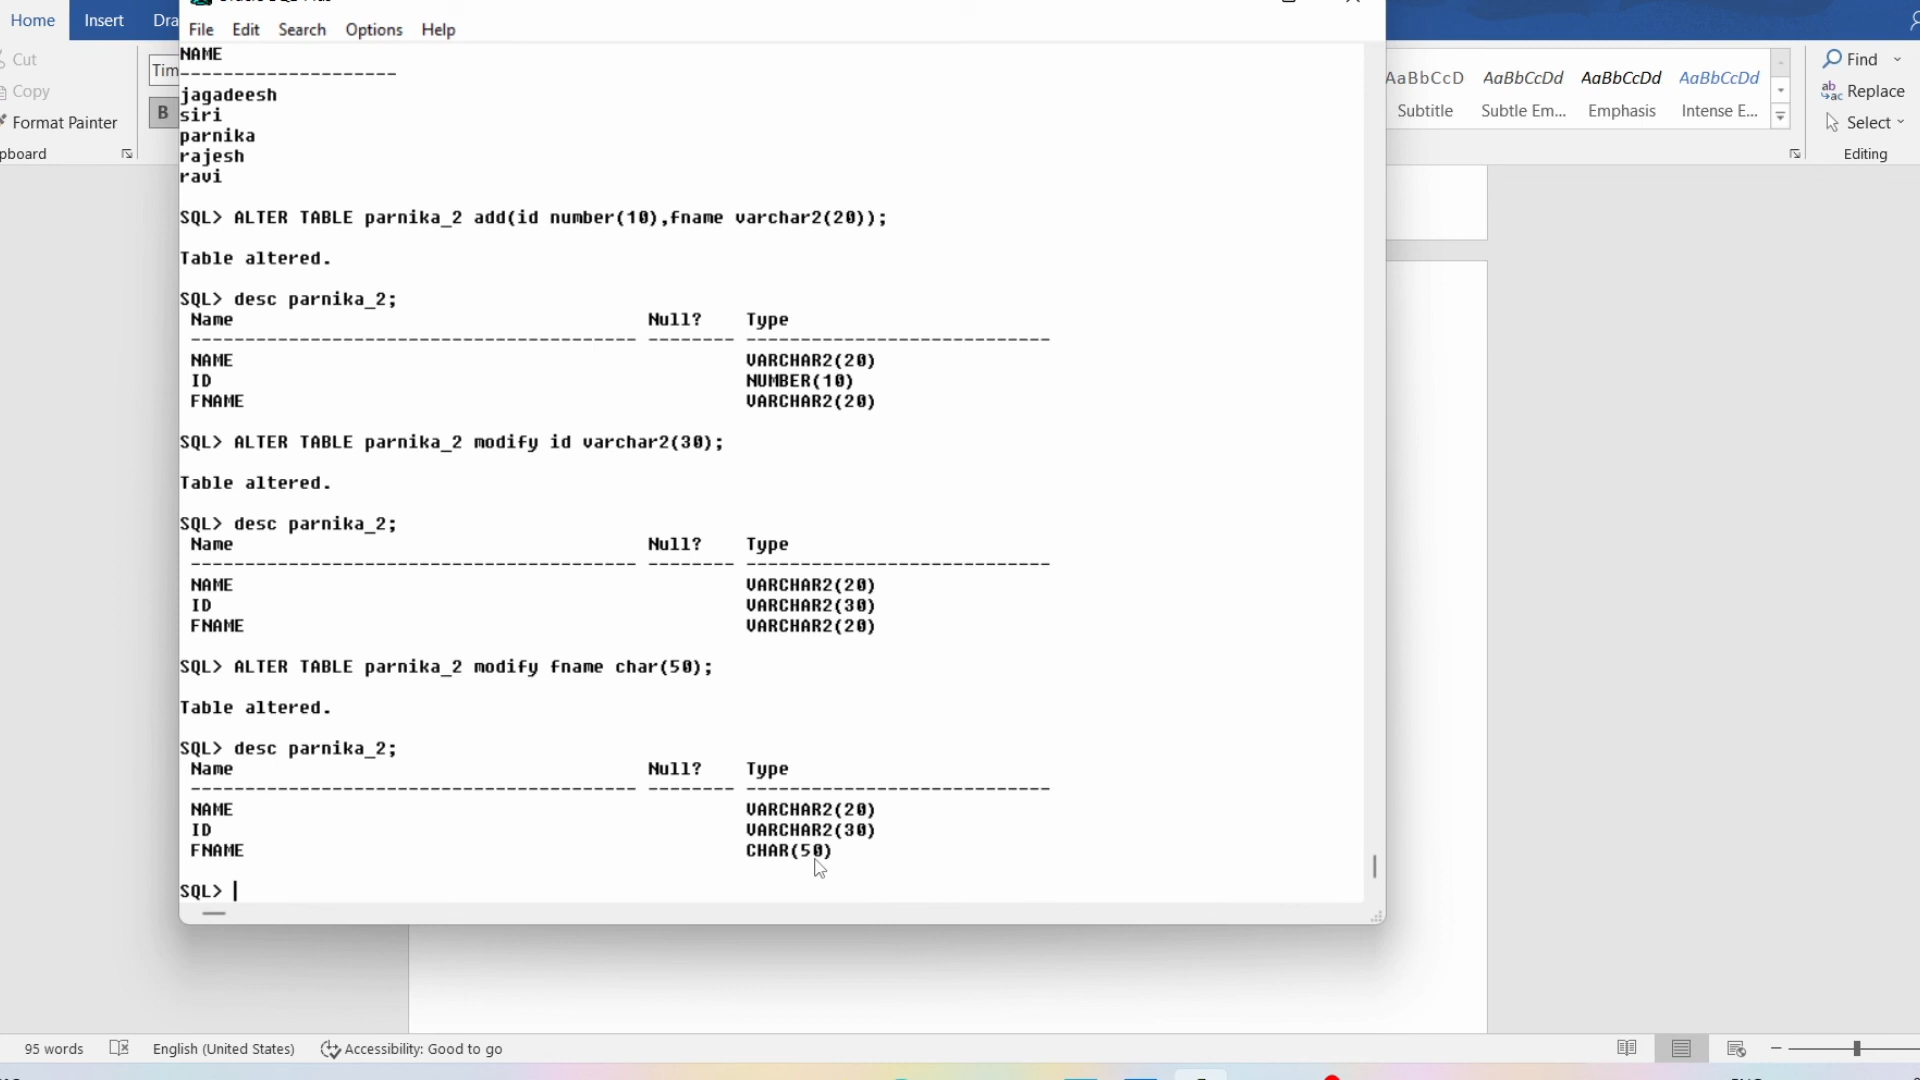 Home Insert Dra
Cut
Copy
Format Painter
pboard
Tim
B
File Edit Search Options Help
NAME
--------------------
jagadeesh
siri
parnika
rajesh
ravi
SQL> ALTER TABLE parnika_2 add(id number(10),fname varchar2(20));
Table altered.
SQL> desc parnika_2;
Name Null? Type
----------------------------------------- -------- ----------------------------
NAME VARCHAR2(20)
ID NUMBER(10)
FNAME VARCHAR2(20)
SQL> ALTER TABLE parnika_2 modify id varchar2(30);
Table altered.
SQL> desc parnika_2;
Name Null? Type
----------------------------------------- -------- ----------------------------
NAME VARCHAR2(20)
ID VARCHAR2(30)
FNAME VARCHAR2(20)
SQL> ALTER TABLE parnika_2 modify fname char(50);
Table altered.
SQL> desc parnika_2;
Name Null? Type
----------------------------------------- -------- ----------------------------
NAME VARCHAR2(20)
ID VARCHAR2(30)
FNAME CHAR(50)
SQL>
AaBbCcD AaBbCcDd AaBbCcDd AaBbCcDd
Subtitle Subtle Em... Emphasis Intense E...
Find
Replace
Select
Editing
95 words English (United States) Accessibility: Good to go